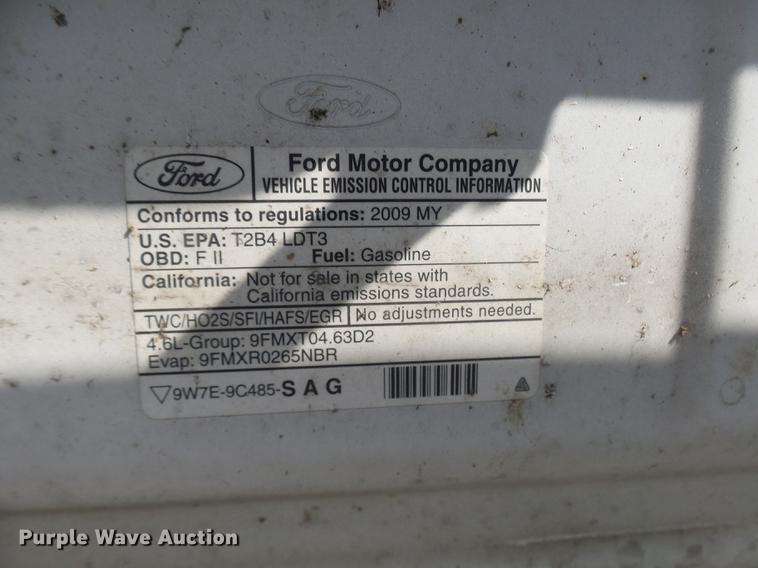 Ford
Ford
Ford Motor Company
VEHICLE EMISSION CONTROL INFORMATION
Conforms to regulations: 2009 MY
U.S. EPA: T2B4 LDT3
OBD: F II Fuel: Gasoline
California: Not for sale in states with
California emissions standards.
TWC/HO2S/SFI/HAFS/EGR No adjustments needed.
4.6L-Group: 9FMXT04.63D2
Evap: 9FMXR0265NBR
9W7E-9C485-SAG
Purple Wave Auction